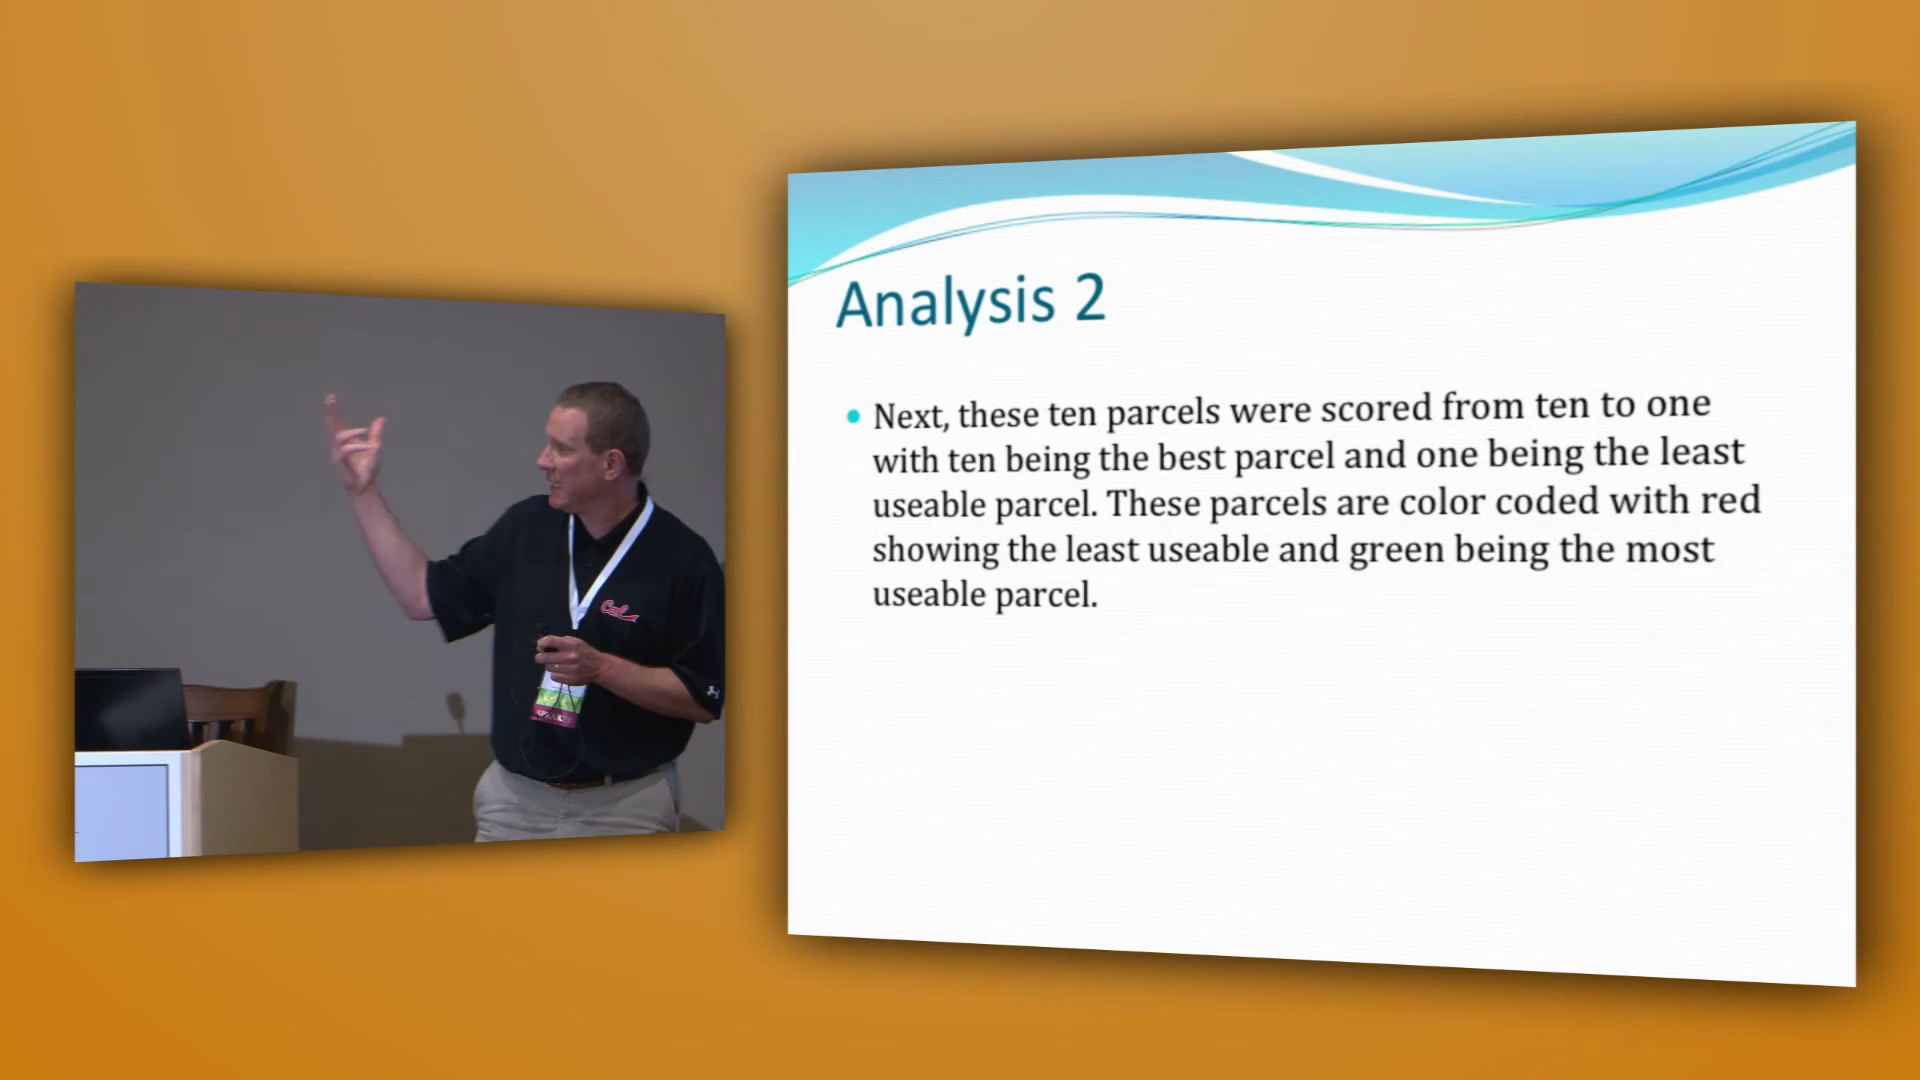 Analysis 2
Next, these ten parcels were scored from ten to one
with ten being the best parcel and one being the least
useable parcel. These parcels are color coded with red
showing the least useable and green being the most
useable parcel.
Cal